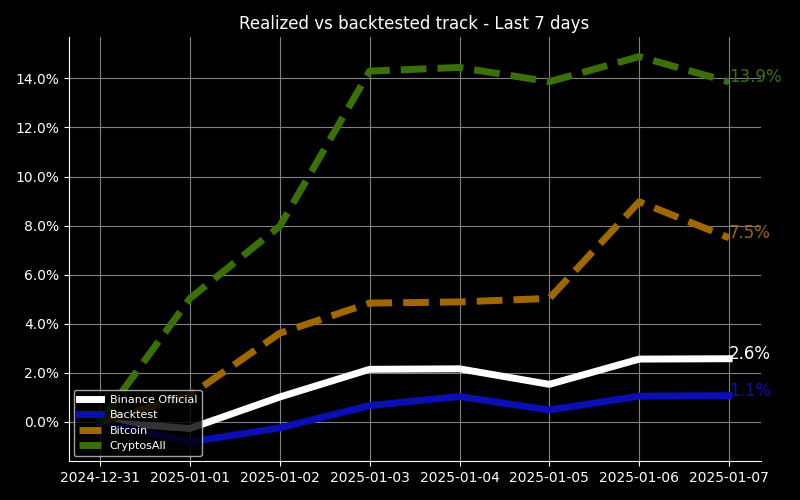 Realized vs backtested track - Last 7 days
14.0%
12.0%
10.0%
8.0%
6.0%
4.0%
2.0%
0.0%
13.9%
7.5%
2.6%
1.1%
Binance Official
Backtest
Bitcoin
CryptosAll
2024-12-31 2025-01-01 2025-01-02 2025-01-03 2025-01-04 2025-01-05 2025-01-06 2025-01-07